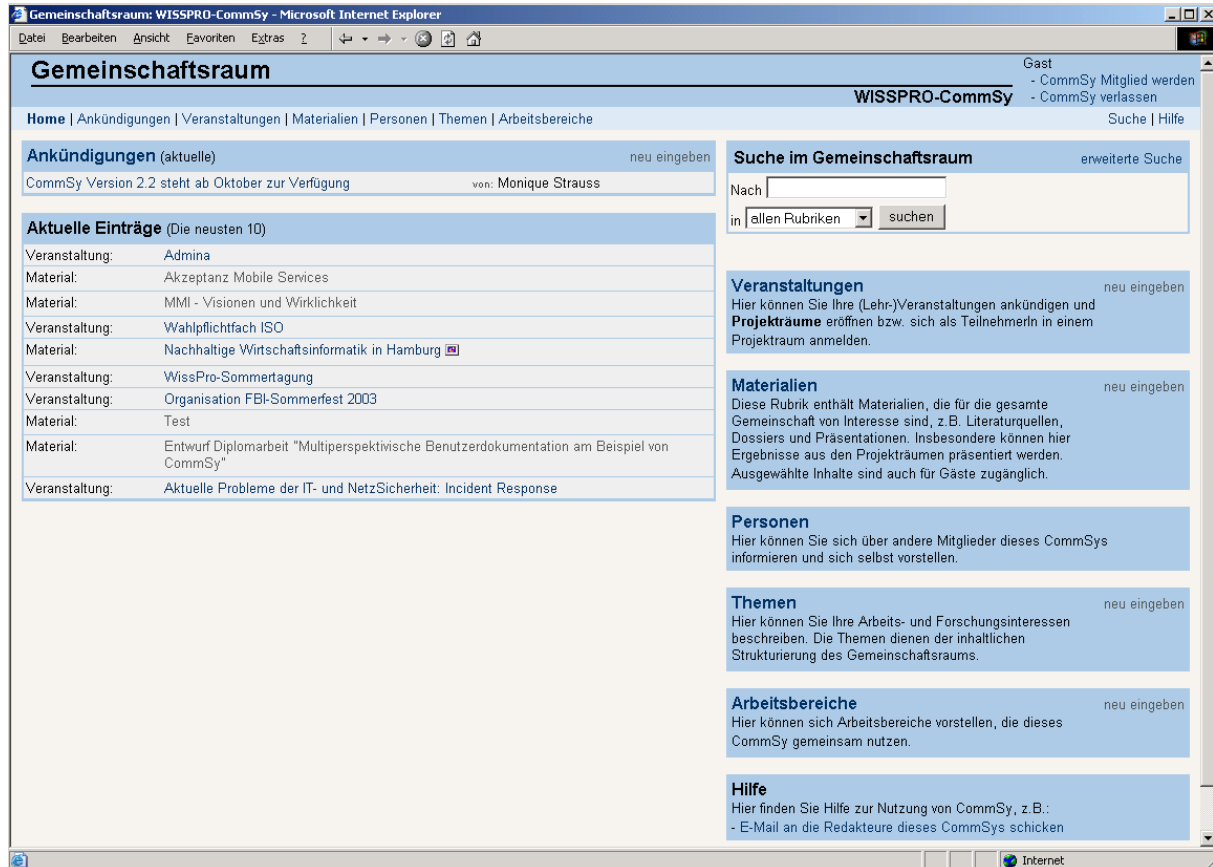 Gemeinschaftsraum: WISSPRO-CommSy - Microsoft Internet Explorer
Datei Bearbeiten Ansicht Favoriten Extras ?
Gemeinschaftsraum
WISSPRO-CommSy
Gast
- CommSy Mitglied werden
- CommSy verlassen
Home | Ankündigungen | Veranstaltungen | Materialien | Personen | Themen | Arbeitsbereiche
Suche | Hilfe
Ankündigungen (aktuelle) neu eingeben
CommSy Version 2.2 steht ab Oktober zur Verfügung von: Monique Strauss
Aktuelle Einträge (Die neusten 10)
Veranstaltung: Admina
Material: Akzeptanz Mobile Services
Material: MMI - Visionen und Wirklichkeit
Veranstaltung: Wahlpflichtfach ISO
Material: Nachhaltige Wirtschaftsinformatik in Hamburg
Veranstaltung: WissPro-Sommertagung
Veranstaltung: Organisation FBI-Sommerfest 2003
Material: Test
Material: Entwurf Diplomarbeit "Multiperspektivische Benutzerdokumentation am Beispiel von
CommSy"
Veranstaltung: Aktuelle Probleme der IT- und NetzSicherheit: Incident Response
Suche im Gemeinschaftsraum erweiterte Suche
Nach
in allen Rubriken suchen
Veranstaltungen neu eingeben
Hier können Sie Ihre (Lehr-)Veranstaltungen ankündigen und
Projekträume eröffnen bzw. sich als TeilnehmerIn in einem
Projektraum anmelden.
Materialien neu eingeben
Diese Rubrik enthält Materialien, die für die gesamte
Gemeinschaft von Interesse sind, z.B. Literaturquellen,
Dossiers und Präsentationen. Insbesondere können hier
Ergebnisse aus den Projekträumen präsentiert werden.
Ausgewählte Inhalte sind auch für Gäste zugänglich.
Personen
Hier können Sie sich über andere Mitglieder dieses CommSys
informieren und sich selbst vorstellen.
Themen neu eingeben
Hier können Sie Ihre Arbeits- und Forschungsinteressen
beschreiben. Die Themen dienen der inhaltlichen
Strukturierung des Gemeinschaftsraums.
Arbeitsbereiche neu eingeben
Hier können sich Arbeitsbereiche vorstellen, die dieses
CommSy gemeinsam nutzen.
Hilfe
Hier finden Sie Hilfe zur Nutzung von CommSy, z.B.:
- E-Mail an die Redakteure dieses CommSys schicken
Internet